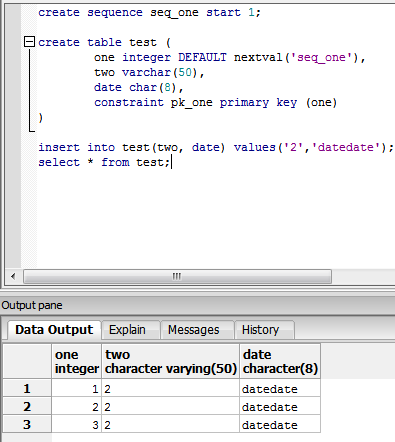 create sequence seq_one start 1;
create table test (
one integer DEFAULT nextval('seq_one'),
two varchar(50),
date char(8),
constraint pk_one primary key (one)
)
insert into test(two, date) values('2','datedate');
select * from test;
Output pane
Data Output Explain Messages History
one two date
integer character varying(50) character(8)
1 1 2 datedate
2 2 2 datedate
3 3 2 datedate